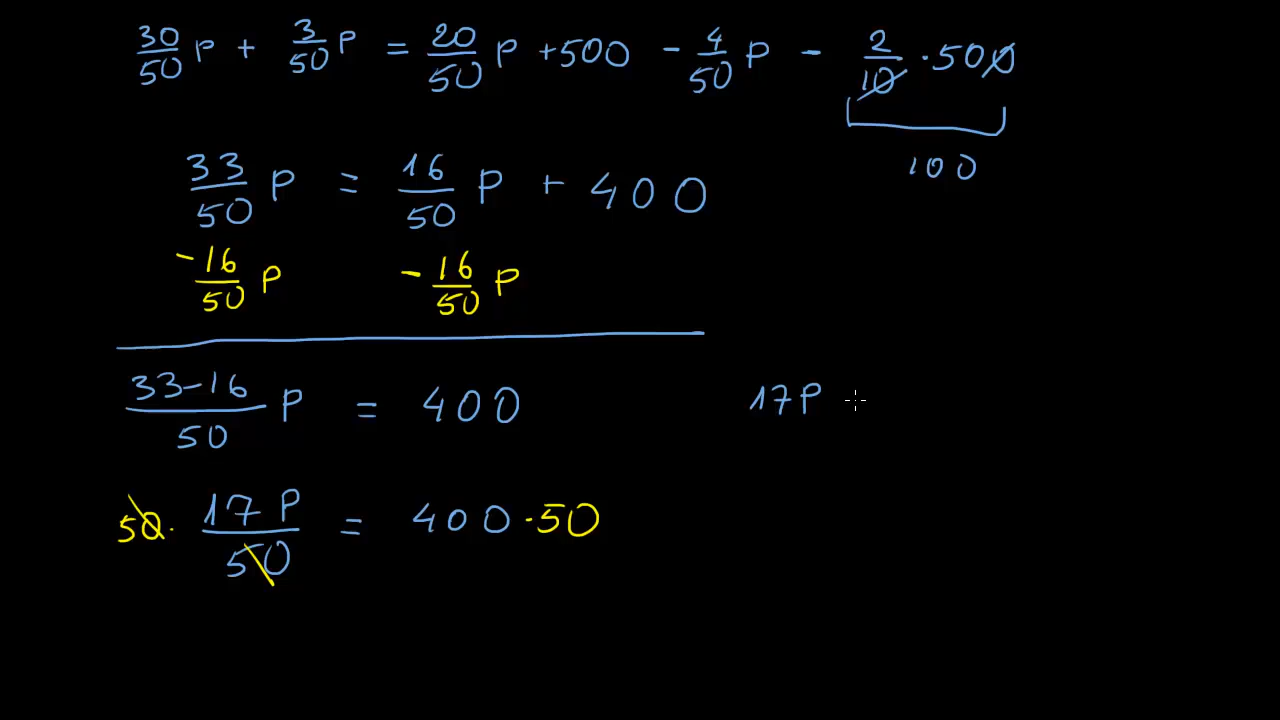 30/50 P + 3/50 P = 20/50 P + 500 - 4/50 P - 2/10 · 500
100
33/50 P = 16/50 P + 400
-16/50 P -16/50 P
33-16/50 P = 400
17P
50· 17P/50 = 400·50